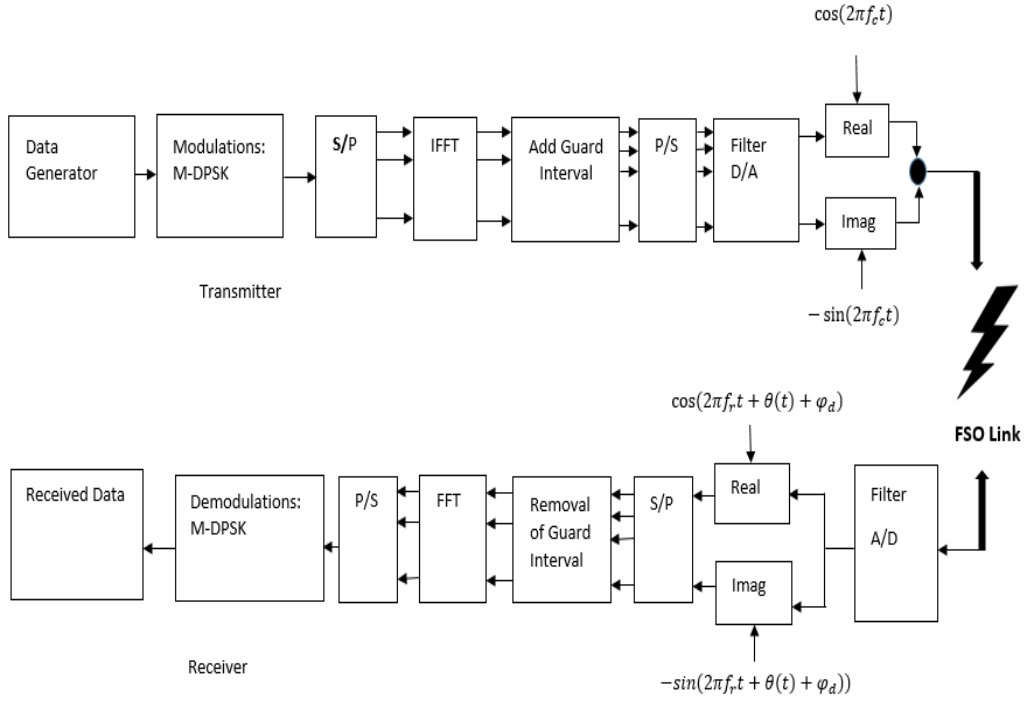 cos(2πf_c t)
Data
Generator
Modulations:
M-DPSK
S/P
IFFT
Add Guard
Interval
P/S
Filter
D/A
Real
Imag
− sin(2πf_c t)
Transmitter
FSO Link
cos(2πf_r t + θ(t) + φ_d)
Received Data
Demodulations:
M-DPSK
P/S
FFT
Removal
of Guard
Interval
S/P
Real
Imag
Filter
A/D
−sin(2πf_r t + θ(t) + φ_d))
Receiver